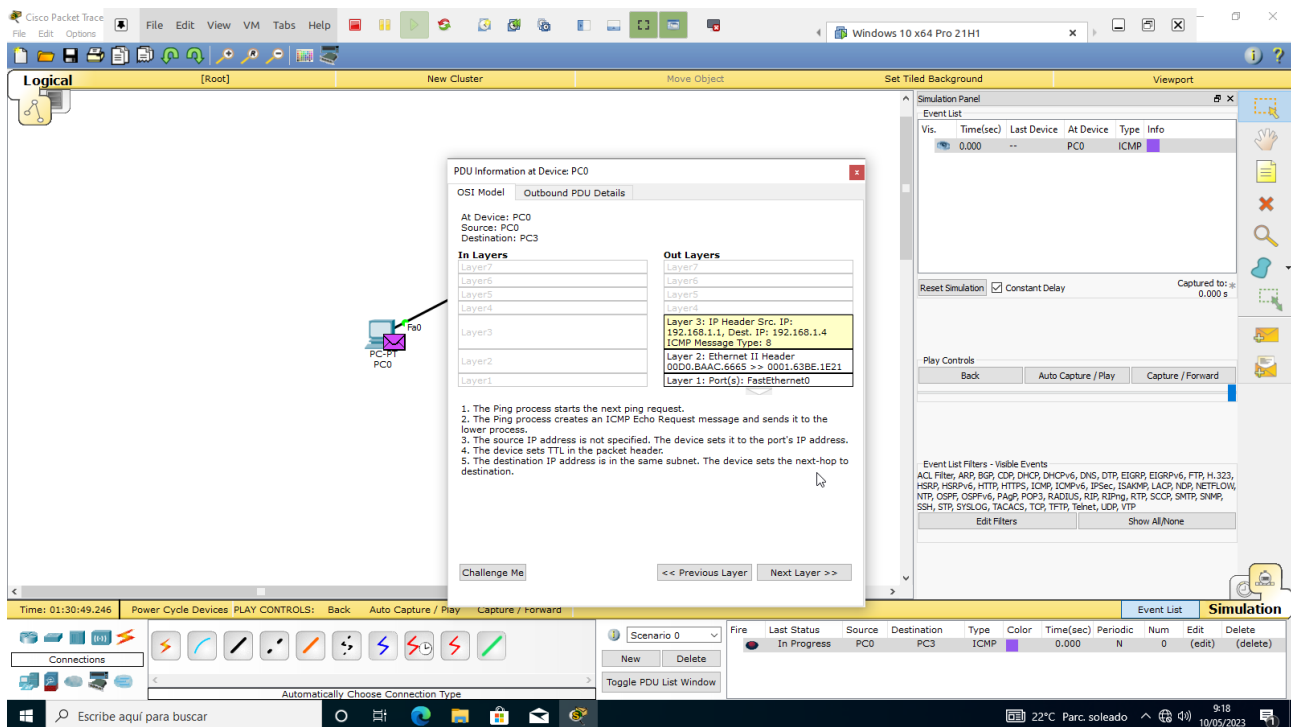 Cisco Packet Trace
File Edit View VM Tabs Help
Windows 10 x64 Pro 21H1
File Edit Options
Logical
[Root]
New Cluster
Move Object
Set Tiled Background
Viewport
Fa0
PC-PT
PC0
PDU Information at Device: PC0
OSI Model
Outbound PDU Details
At Device: PC0
Source: PC0
Destination: PC3
In Layers
Out Layers
Layer7
Layer7
Layer6
Layer6
Layer5
Layer5
Layer4
Layer4
Layer3
Layer 3: IP Header Src. IP:
192.168.1.1, Dest. IP: 192.168.1.4
ICMP Message Type: 8
Layer2
Layer 2: Ethernet II Header
00D0.BAAC.6665 >> 0001.63BE.1E21
Layer1
Layer 1: Port(s): FastEthernet0
1. The Ping process starts the next ping request.
2. The Ping process creates an ICMP Echo Request message and sends it to the
lower process.
3. The source IP address is not specified. The device sets it to the port's IP address.
4. The device sets TTL in the packet header.
5. The destination IP address is in the same subnet. The device sets the next-hop to
destination.
Challenge Me
<< Previous Layer
Next Layer >>
Simulation Panel
Event List
Vis. Time(sec) Last Device At Device Type Info
0.000 -- PC0 ICMP
Reset Simulation
Constant Delay
Captured to: *
0.000 s
Play Controls
Back
Auto Capture / Play
Capture / Forward
Event List Filters - Visible Events
ACL Filter, ARP, BGP, CDP, DHCP, DHCPv6, DNS, DTP, EIGRP, EIGRPv6, FTP, H.323,
HSRP, HSRPv6, HTTP, HTTPS, ICMP, ICMPv6, IPSec, ISAKMP, LACP, NDP, NETFLOW,
NTP, OSPF, OSPFv6, PAgP, POP3, RADIUS, RIP, RIPng, RTP, SCCP, SMTP, SNMP,
SSH, STP, SYSLOG, TACACS, TCP, TFTP, Telnet, UDP, VTP
Edit Filters
Show All/None
Time: 01:30:49.246
Power Cycle Devices PLAY CONTROLS: Back Auto Capture / Play Capture / Forward
Event List
Simulation
Connections
Automatically Choose Connection Type
Scenario 0
New
Delete
Toggle PDU List Window
Fire Last Status Source Destination Type Color Time(sec) Periodic Num Edit Delete
In Progress PC0 PC3 ICMP 0.000 N 0 (edit) (delete)
Escribe aquí para buscar
22°C Parc. soleado
9:18
10/05/2023